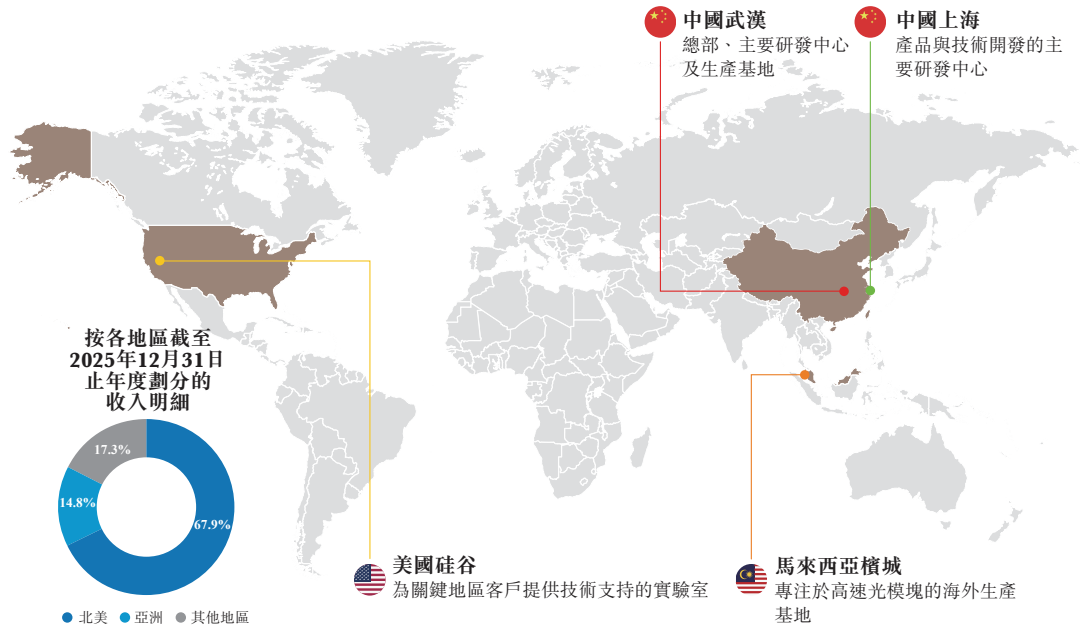 中國武漢
總部、主要研發中心
及生產基地
中國上海
產品與技術開發的主
要研發中心
按各地區截至
2025年12月31日
止年度劃分的
收入明細
17.3%
14.8%
67.9%
北美 亞洲 其他地區
美國硅谷
為關鍵地區客戶提供技術支持的實驗室
馬來西亞檳城
專注於高速光模塊的海外生產
基地